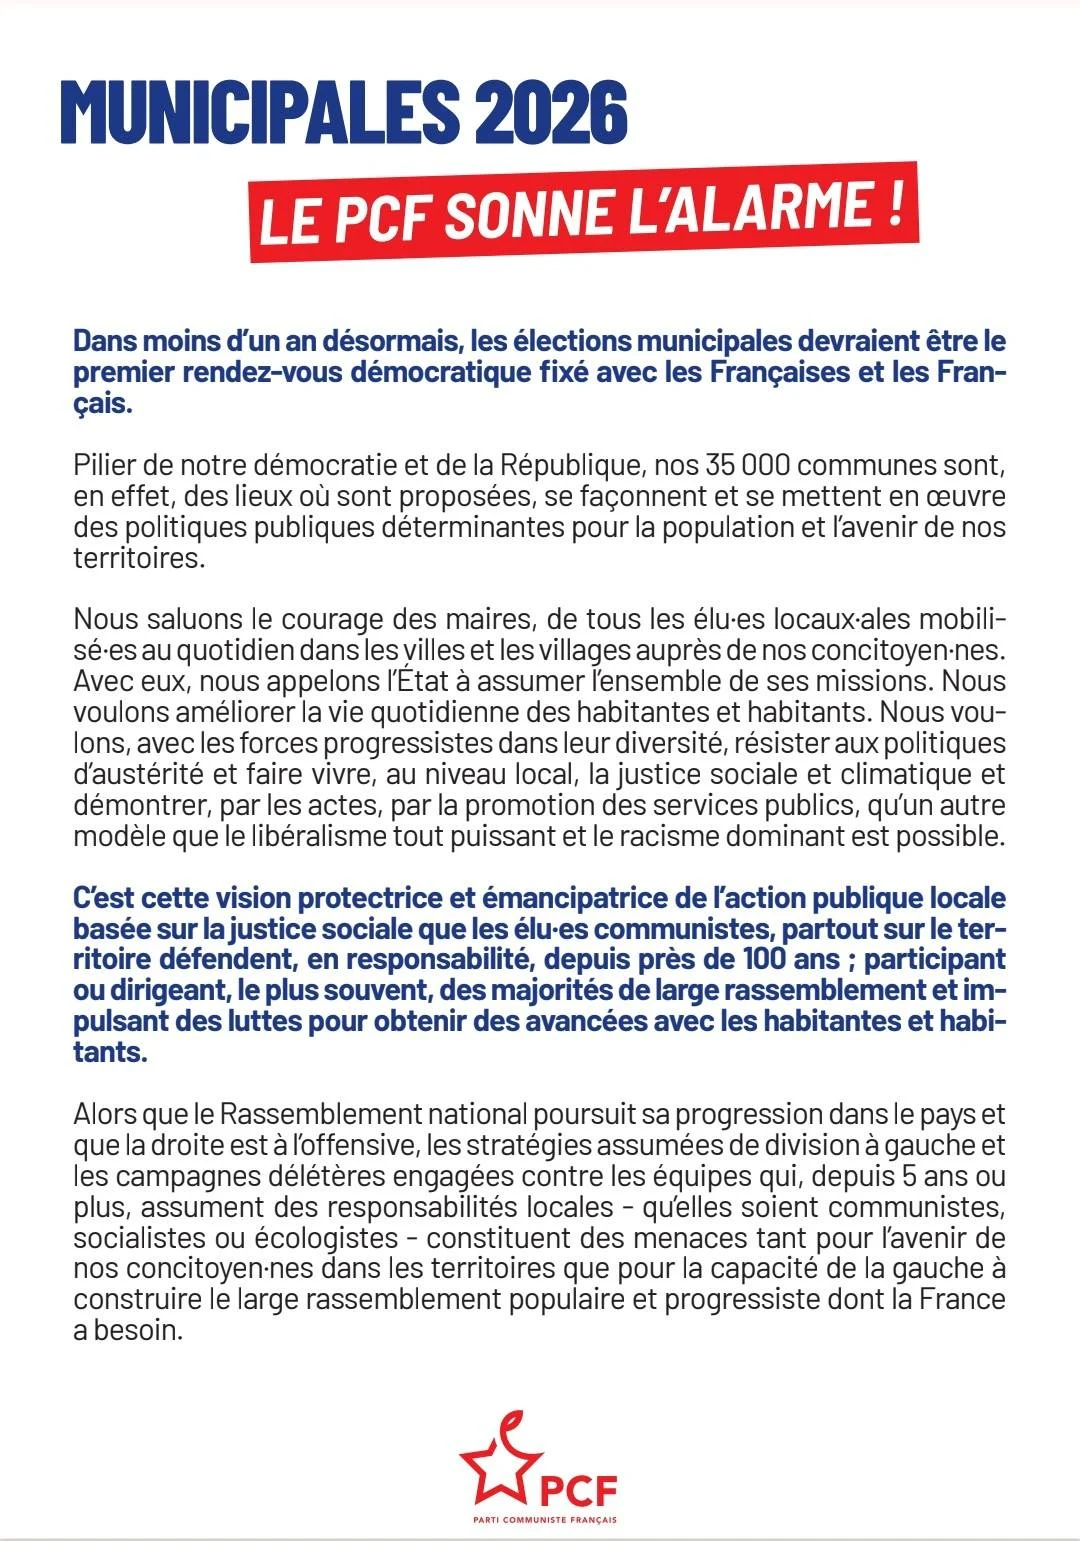 MUNICIPALES 2026
LE PCF SONNE L'ALARME !
Dans moins d'un an désormais, les élections municipales devraient être le
premier rendez-vous démocratique fixé avec les Françaises et les Fran-
çais.
Pilier de notre démocratie et de la République, nos 35 000 communes sont,
en effet, des lieux où sont proposées, se façonnent et se mettent en œuvre
des politiques publiques déterminantes pour la population et l'avenir de nos
territoires.
Nous saluons le courage des maires, de tous les élu·es locaux·ales mobili-
sé·es au quotidien dans les villes et les villages auprès de nos concitoyen·nes.
Avec eux, nous appelons l'État à assumer l'ensemble de ses missions. Nous
voulons améliorer la vie quotidienne des habitantes et habitants. Nous vou-
lons, avec les forces progressistes dans leur diversité, résister aux politiques
d'austérité et faire vivre, au niveau local, la justice sociale et climatique et
démontrer, par les actes, par la promotion des services publics, qu'un autre
modèle que le libéralisme tout puissant et le racisme dominant est possible.
C'est cette vision protectrice et émancipatrice de l'action publique locale
basée sur la justice sociale que les élu·es communistes, partout sur le ter-
ritoire défendent, en responsabilité, depuis près de 100 ans ; participant
ou dirigeant, le plus souvent, des majorités de large rassemblement et im-
pulsant des luttes pour obtenir des avancées avec les habitantes et habi-
tants.
Alors que le Rassemblement national poursuit sa progression dans le pays et
que la droite est à l'offensive, les stratégies assumées de division à gauche et
les campagnes délétères engagées contre les équipes qui, depuis 5 ans ou
plus, assument des responsabilités locales - qu'elles soient communistes,
socialistes ou écologistes - constituent des menaces tant pour l'avenir de
nos concitoyen·nes dans les territoires que pour la capacité de la gauche à
construire le large rassemblement populaire et progressiste dont la France
a besoin.
PCF
PARTI COMMUNISTE FRANÇAIS